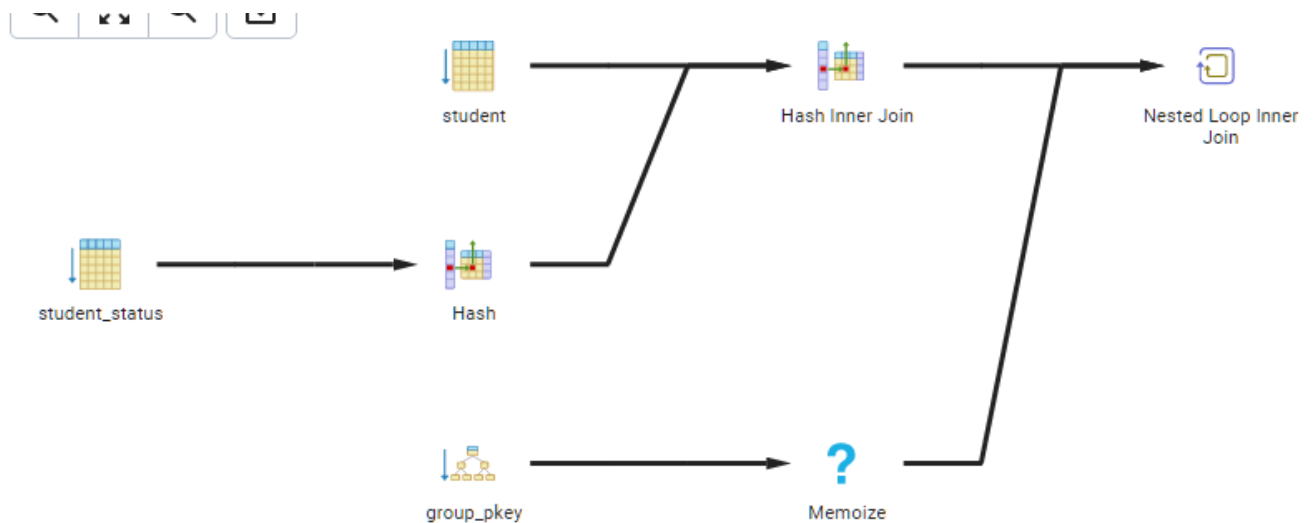 student
Hash Inner Join
Nested Loop Inner
Join
student_status
Hash
group_pkey
?
Memoize